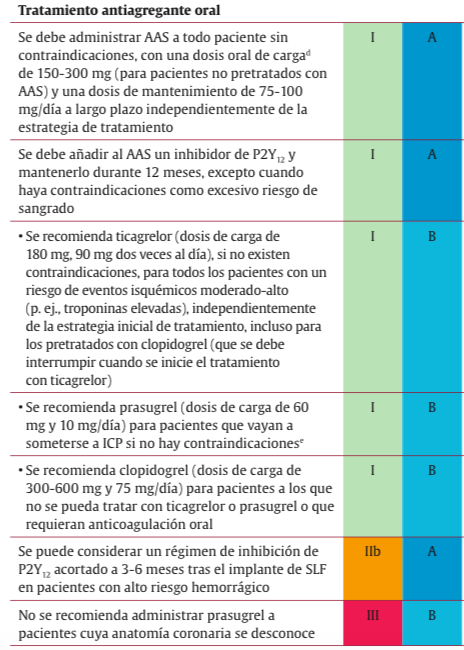 Tratamiento antiagregante oral
Se debe administrar AAS a todo paciente sin I A
contraindicaciones, con una dosis oral de cargaᵈ
de 150-300 mg (para pacientes no pretratados con
AAS) y una dosis de mantenimiento de 75-100
mg/día a largo plazo independientemente de la
estrategia de tratamiento
Se debe añadir al AAS un inhibidor de P2Y₁₂ y I A
mantenerlo durante 12 meses, excepto cuando
haya contraindicaciones como excesivo riesgo de
sangrado
• Se recomienda ticagrelor (dosis de carga de I B
180 mg, 90 mg dos veces al día), si no existen
contraindicaciones, para todos los pacientes con un
riesgo de eventos isquémicos moderado-alto
(p. ej., troponinas elevadas), independientemente
de la estrategia inicial de tratamiento, incluso para
los pretratados con clopidogrel (que se debe
interrumpir cuando se inicie el tratamiento
con ticagrelor)
• Se recomienda prasugrel (dosis de carga de 60 I B
mg y 10 mg/día) para pacientes que vayan a
someterse a ICP si no hay contraindicacionesᵉ
• Se recomienda clopidogrel (dosis de carga de I B
300-600 mg y 75 mg/día) para pacientes a los que
no se pueda tratar con ticagrelor o prasugrel o que
requieran anticoagulación oral
Se puede considerar un régimen de inhibición de IIb A
P2Y₁₂ acortado a 3-6 meses tras el implante de SLF
en pacientes con alto riesgo hemorrágico
No se recomienda administrar prasugrel a III B
pacientes cuya anatomía coronaria se desconoce